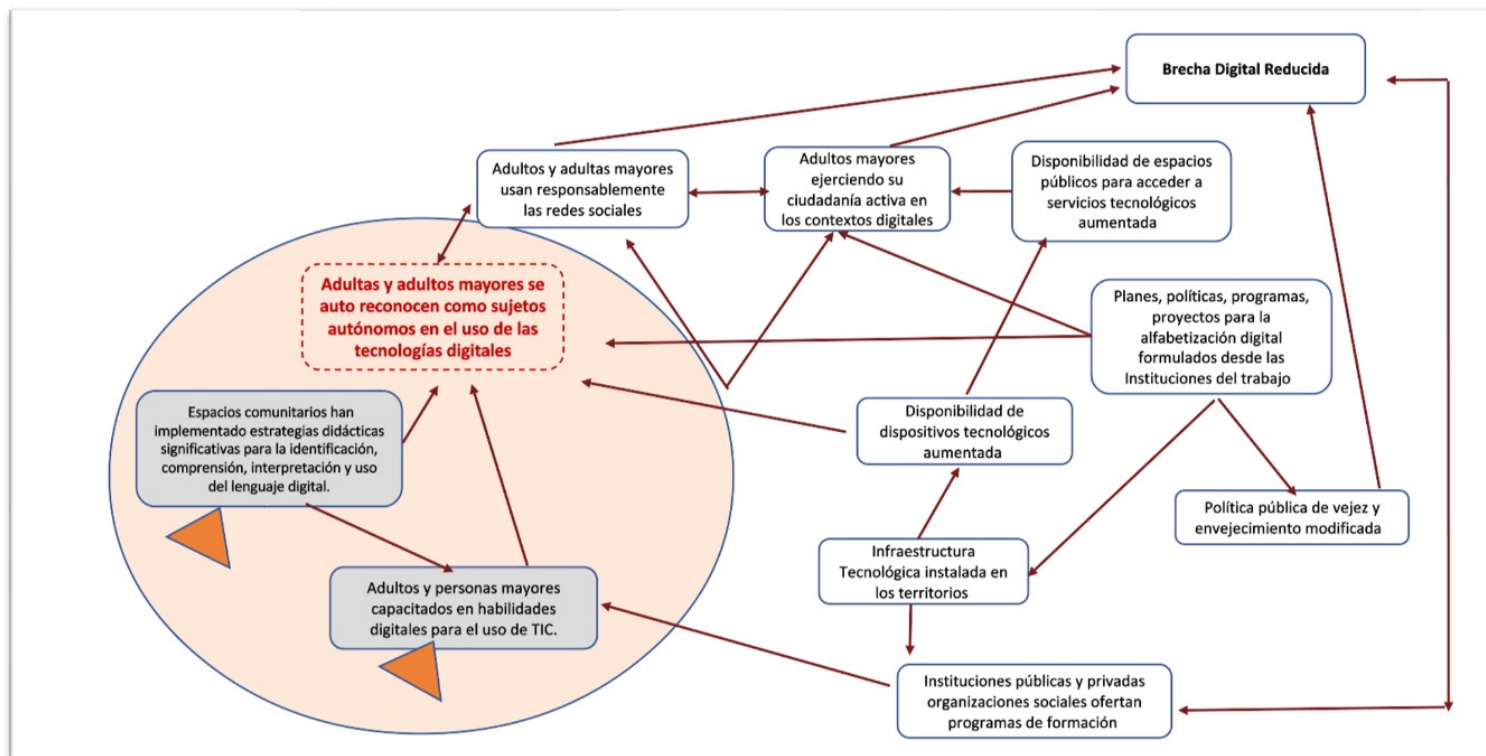 Brecha Digital Reducida
Adultos y adultas mayores
usan responsablemente
las redes sociales
Adultos mayores
ejerciendo su
ciudadanía activa en
los contextos digitales
Disponibilidad de espacios
públicos para acceder a
servicios tecnológicos
aumentada
Adultas y adultos mayores se
auto reconocen como sujetos
autónomos en el uso de las
tecnologías digitales
Planes, políticas, programas,
proyectos para la
alfabetización digital
formulados desde las
Instituciones del trabajo
Espacios comunitarios han
implementado estrategias didácticas
significativas para la identificación,
comprensión, interpretación y uso
del lenguaje digital.
Disponibilidad de
dispositivos tecnológicos
aumentada
Política pública de vejez y
envejecimiento modificada
Infraestructura
Tecnológica instalada en
los territorios
Adultos y personas mayores
capacitados en habilidades
digitales para el uso de TIC.
Instituciones públicas y privadas
organizaciones sociales ofertan
programas de formación